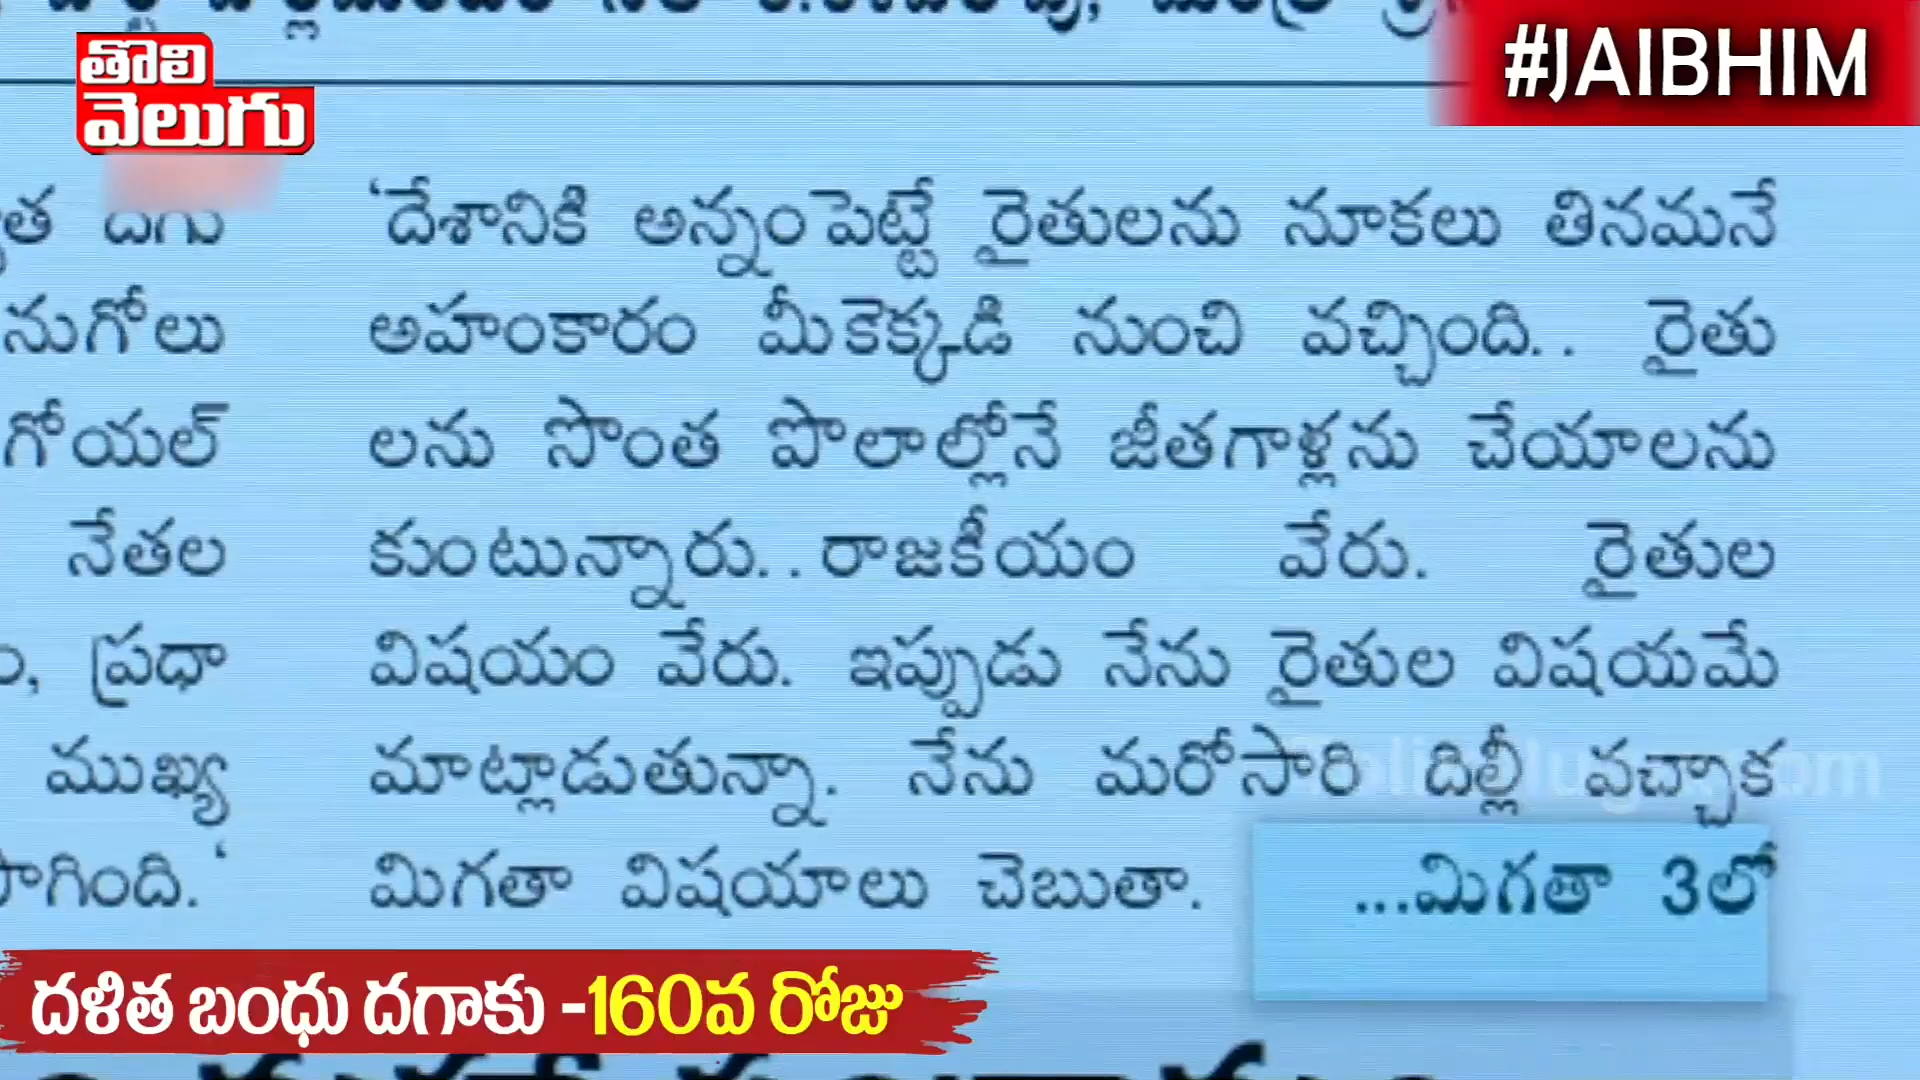 తొలి
వెలుగు
#JAIBHIM
నుగోలు
గోయల్
నేతల
ప్రధా
ముఖ్య
‘దేశానికి అన్నంపెట్టే రైతులను నూకలు తినమనే
అహంకారం మీకెక్కడి నుంచి వచ్చింది.. రైతు
లను సొంత పొలాల్లోనే జీతగాళ్లను చేయాలను
కుంటున్నారు..రాజకీయం వేరు. రైతుల
విషయం వేరు. ఇప్పుడు నేను రైతుల విషయమే
మాట్లాడుతున్నా. నేను మరోసారి దిల్లీ వచ్చాక
మిగతా విషయాలు చెబుతా. ...మిగతా 3లో
దళిత బంధు దగాకు -160వ రోజు